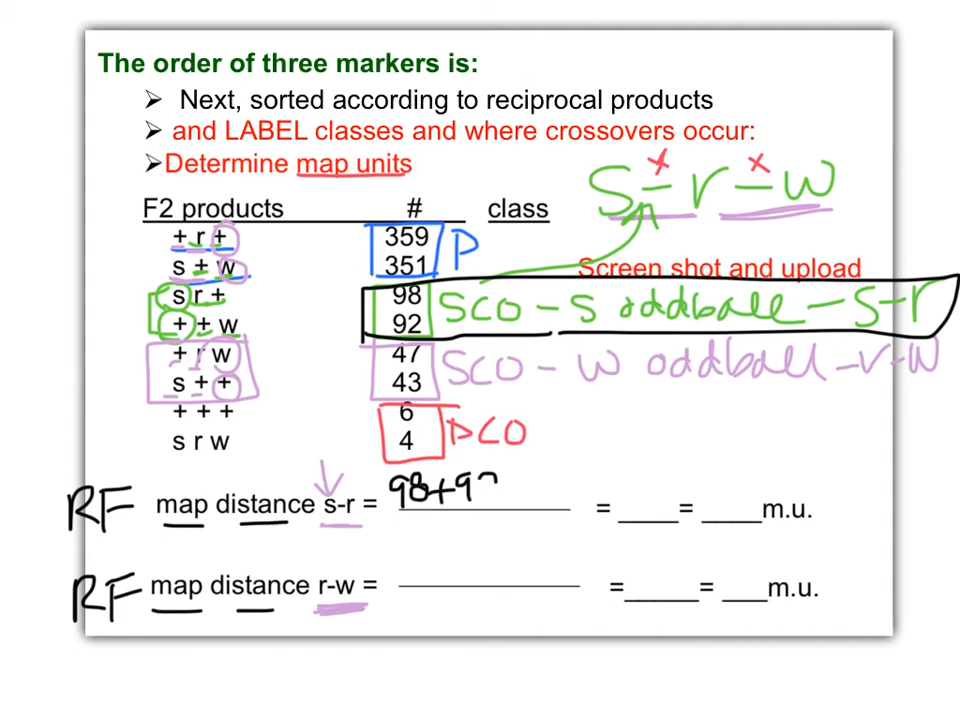 The order of three markers is:
➢ Next, sorted according to reciprocal products
➢ and LABEL classes and where crossovers occur:
➢Determine map units
S – r – w
F2 products # class
+ r + 359 P
s + w 351
Screen shot and upload
s r + 98 SCO – S oddball – S-r
+ + w 92
+ r w 47 SCO – w oddball – r-w
s + + 43
+ + + 6 DCO
s r w 4
RF map distance s-r = 98+92 = ____= ____m.u.
RF map distance r-w = =_____= ___m.u.